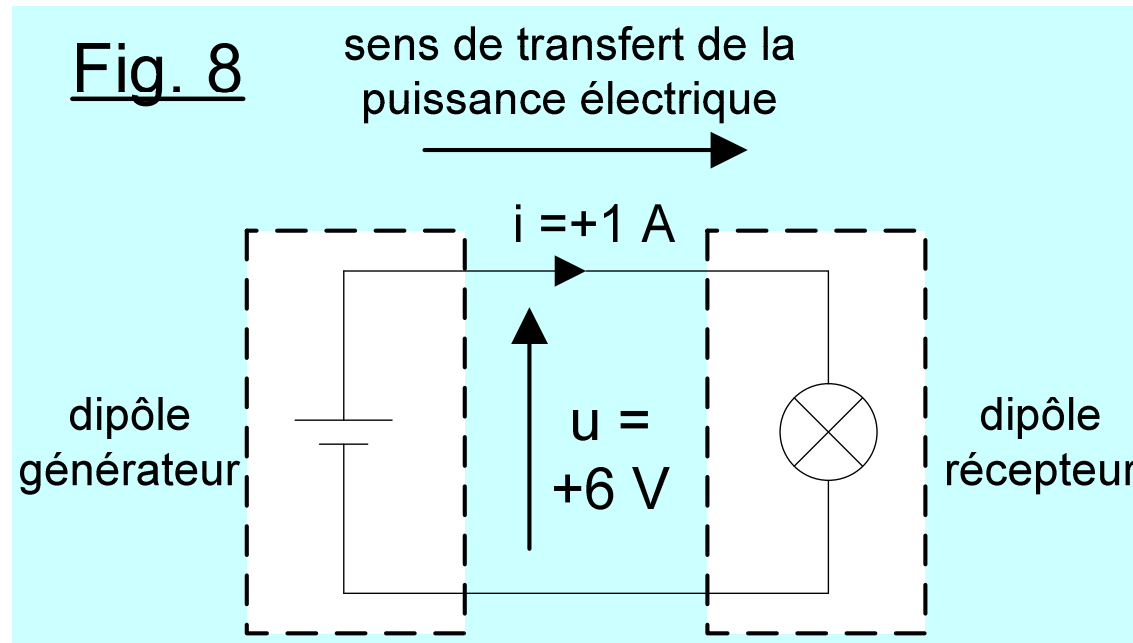 Fig. 8
sens de transfert de la
puissance électrique
i =+1 A
dipôle
générateur
u =
+6 V
dipôle
récepteur